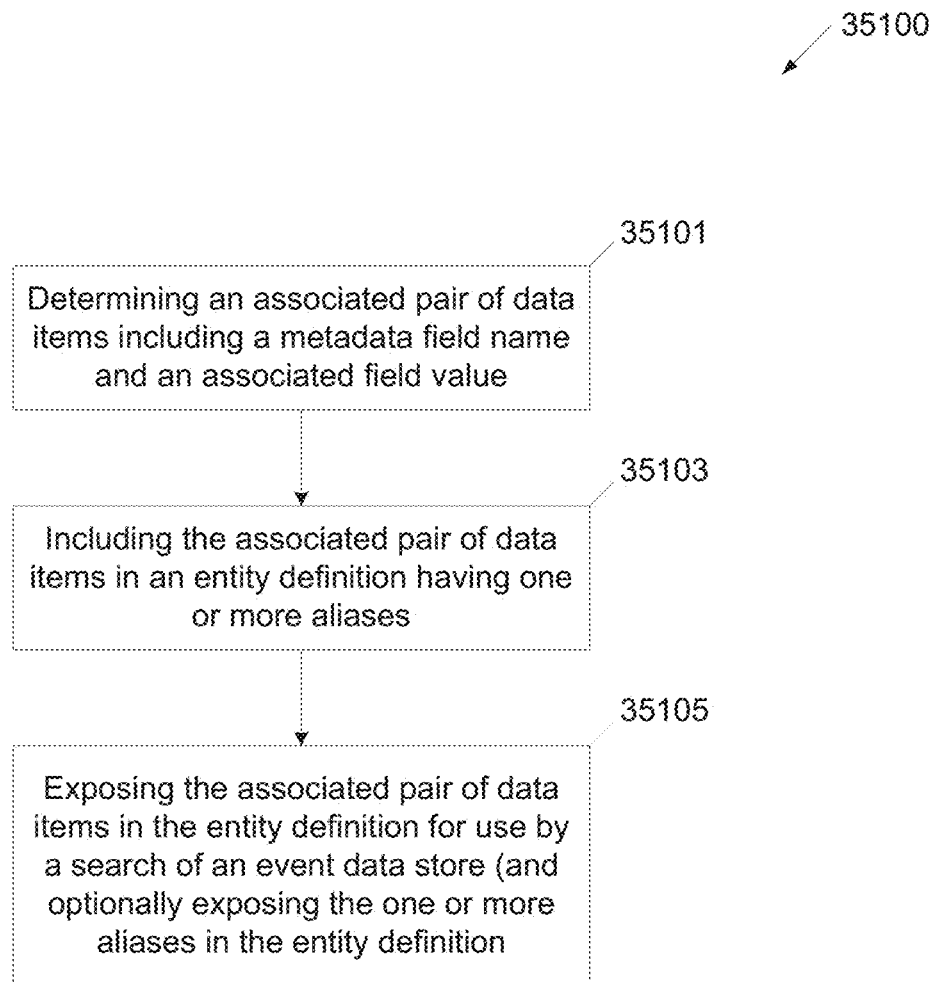 35100
35101
Determining an associated pair of data
items including a metadata field name
and an associated field value
35103
Including the associated pair of data
items in an entity definition having one
or more aliases
35105
Exposing the associated pair of data
items in the entity definition for use by
a search of an event data store (and
optionally exposing the one or more
aliases in the entity definition